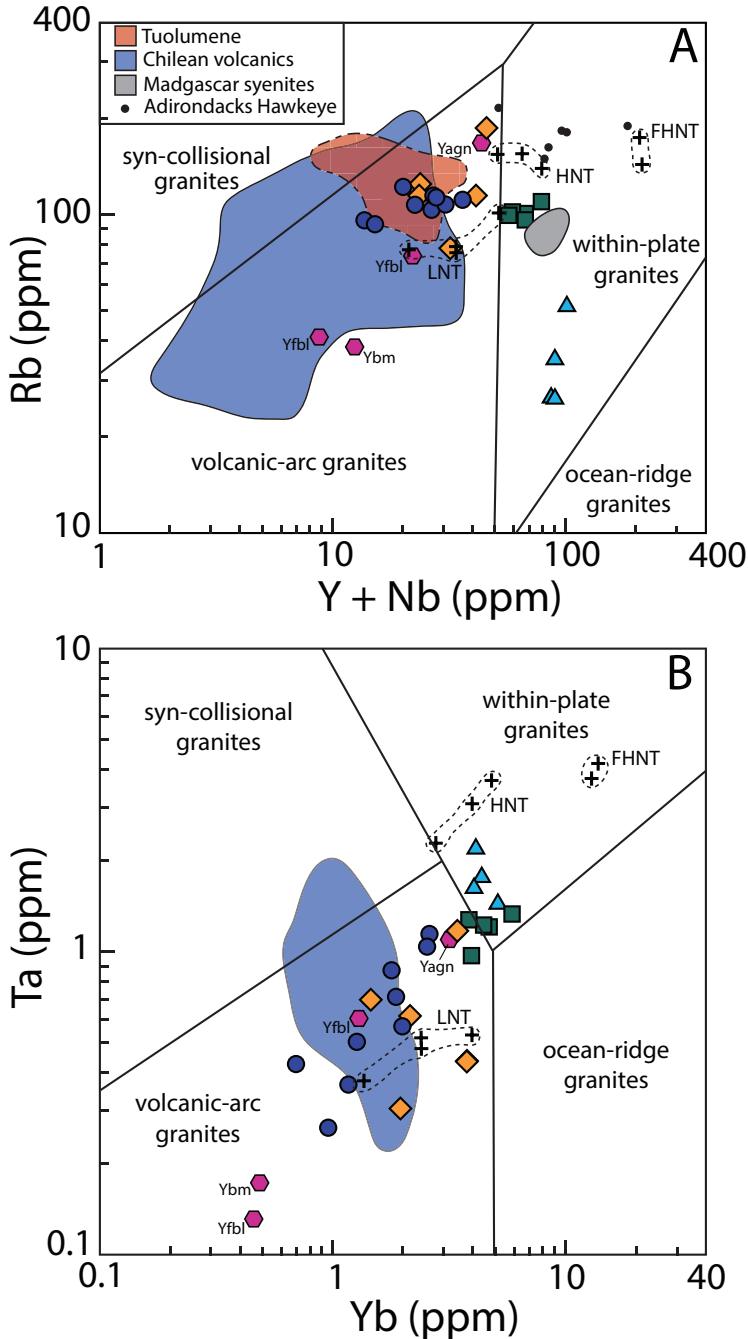 400
A
Tuolumene
Chilean volcanics
Madgascar syenites
Adirondacks Hawkeye
FHNT
Yagn
syn-collisional
granites
HNT
100
within-plate
granites
Yfbl
LNT
Rb (ppm)
Yfbl
Ybm
volcanic-arc granites
ocean-ridge
granites
10
1
10
100
400
Y + Nb (ppm)
10
B
syn-collisional
granites
within-plate
granites
FHNT
HNT
Ta (ppm)
1
Yagn
LNT
Yfbl
ocean-ridge
granites
volcanic-arc
granites
Ybm
Yfbl
0.1
0.1
1
10
40
Yb (ppm)